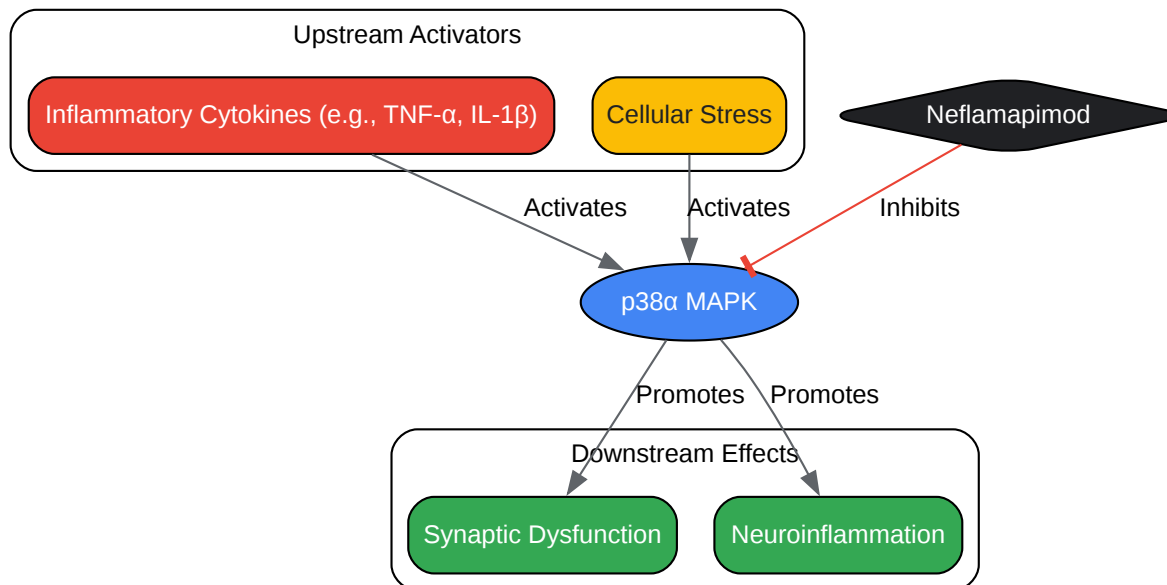 Upstream Activators
Inflammatory Cytokines (e.g., TNF-α, IL-1β)
Cellular Stress
Neflamapimod
Activates
Activates
Inhibits
p38α MAPK
Promotes
Promotes
Downstream Effects
Synaptic Dysfunction
Neuroinflammation